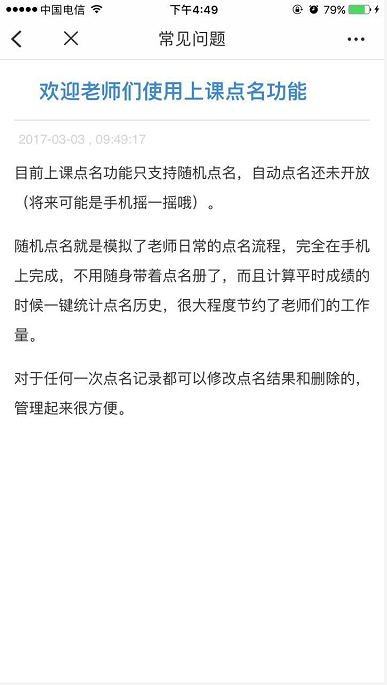 中国电信 下午4:49 79%
常见问题
欢迎老师们使用上课点名功能
2017-03-03 , 09:49:17
目前上课点名功能只支持随机点名，自动点名还未开放
（将来可能是手机摇一摇哦）。
随机点名就是模拟了老师日常的点名流程，完全在手机
上完成，不用随身带着点名册了，而且计算平时成绩的
时候一键统计点名历史，很大程度节约了老师们的工作
量。
对于任何一次点名记录都可以修改点名结果和删除的，
管理起来很方便。